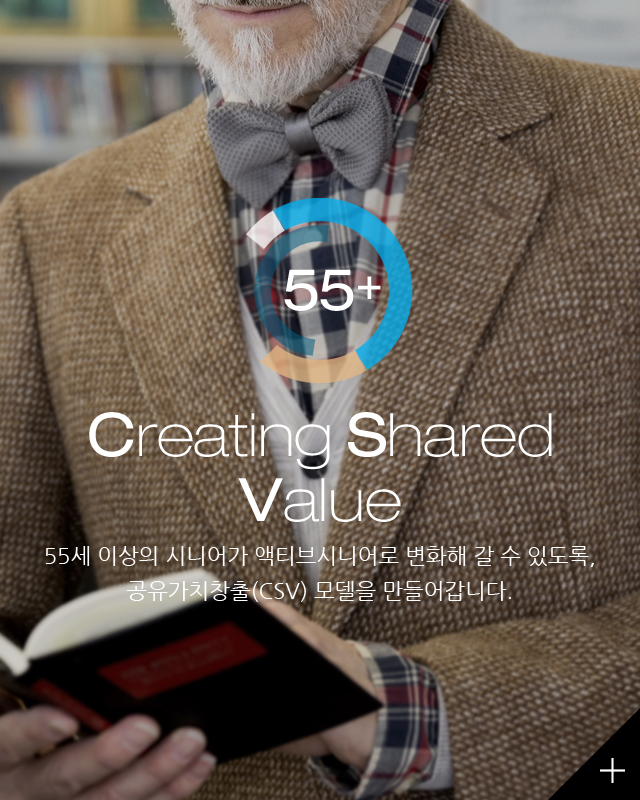 55+
Creating Shared
Value
55세 이상의 시니어가 액티브시니어로 변화해 갈 수 있도록,
공유가치창출(CSV) 모델을 만들어갑니다.